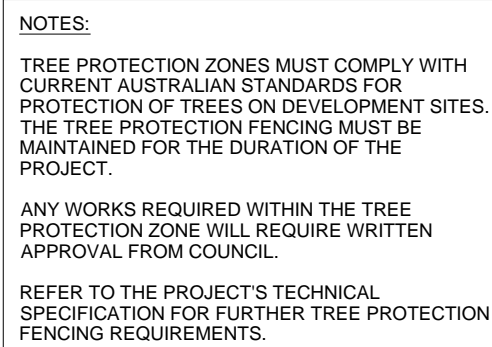 NOTES:
TREE PROTECTION ZONES MUST COMPLY WITH
CURRENT AUSTRALIAN STANDARDS FOR
PROTECTION OF TREES ON DEVELOPMENT SITES.
THE TREE PROTECTION FENCING MUST BE
MAINTAINED FOR THE DURATION OF THE
PROJECT.
ANY WORKS REQUIRED WITHIN THE TREE
PROTECTION ZONE WILL REQUIRE WRITTEN
APPROVAL FROM COUNCIL.
REFER TO THE PROJECT'S TECHNICAL
SPECIFICATION FOR FURTHER TREE PROTECTION
FENCING REQUIREMENTS.